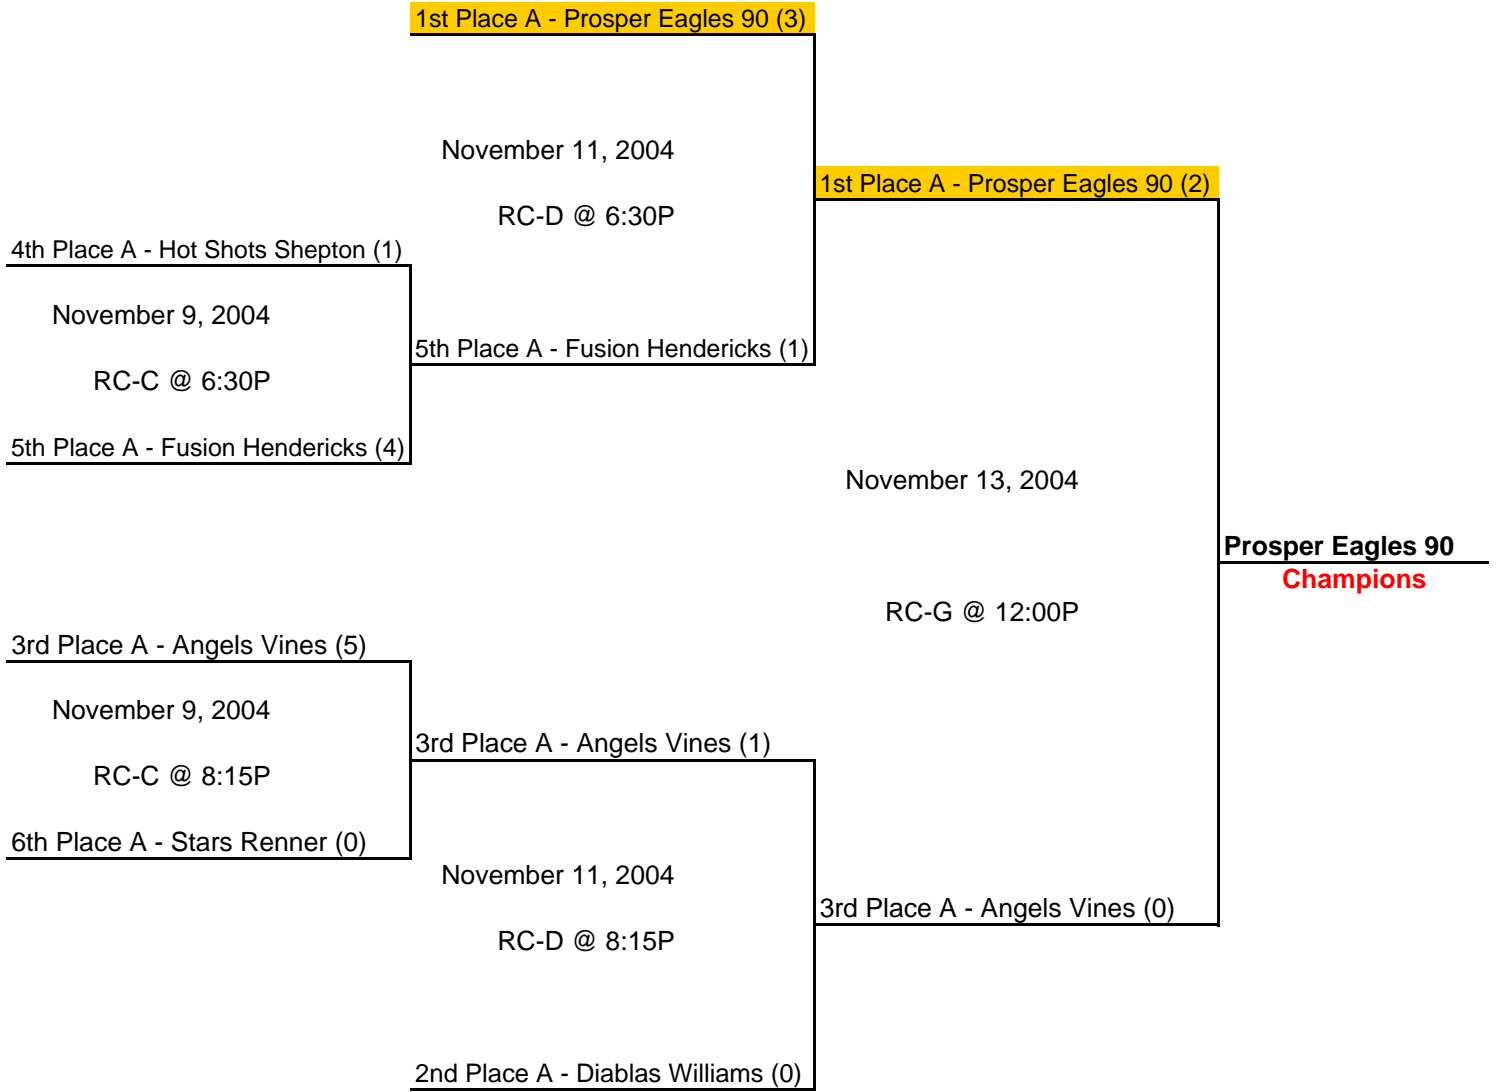 1st Place A - Prosper Eagles 90 (3)
November 11, 2004
1st Place A - Prosper Eagles 90 (2)
RC-D @ 6:30P
4th Place A - Hot Shots Shepton (1)
November 9, 2004
5th Place A - Fusion Hendericks (1)
RC-C @ 6:30P
5th Place A - Fusion Hendericks (4)
November 13, 2004
Prosper Eagles 90
Champions
RC-G @ 12:00P
3rd Place A - Angels Vines (5)
November 9, 2004
3rd Place A - Angels Vines (1)
RC-C @ 8:15P
6th Place A - Stars Renner (0)
November 11, 2004
3rd Place A - Angels Vines (0)
RC-D @ 8:15P
2nd Place A - Diablas Williams (0)